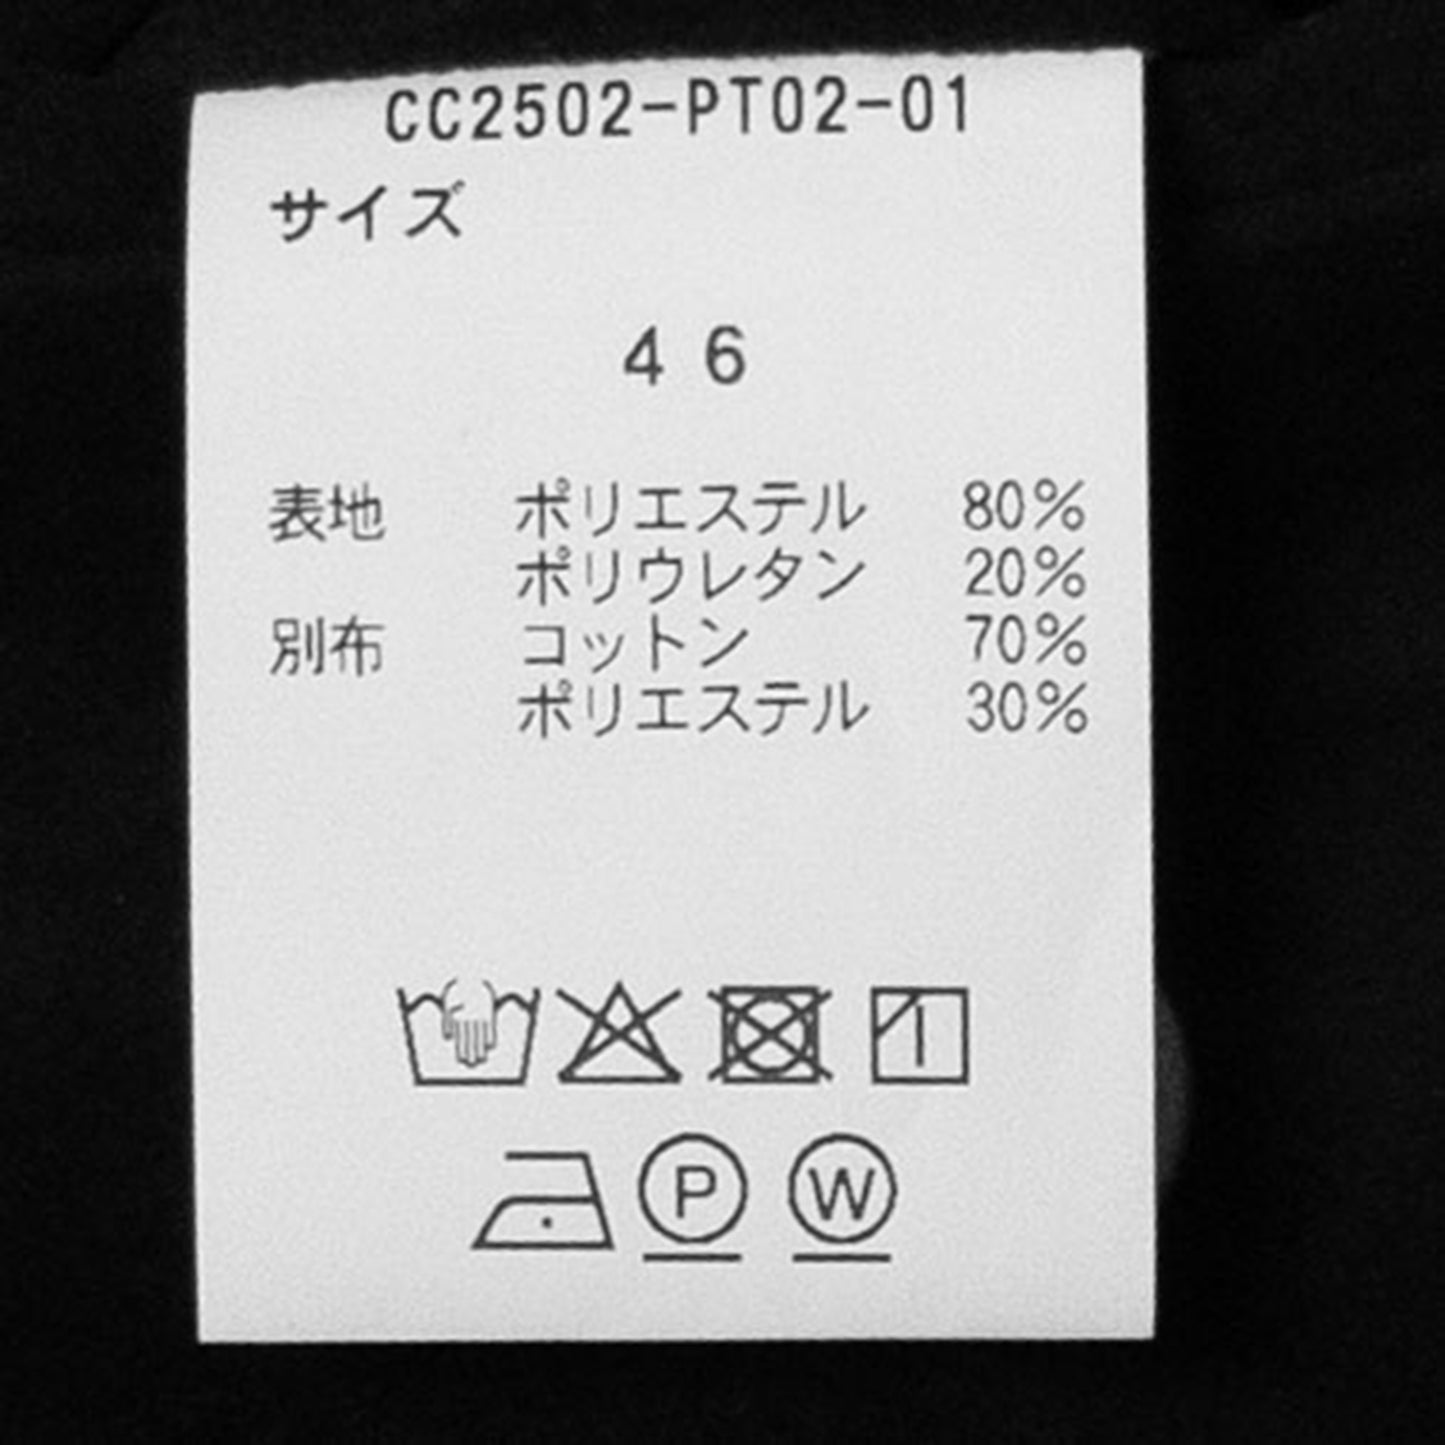 CC2502-PT02-01
サイズ
46
表地 ポリエステル 80%
ポリウレタン 20%
別布 コットン 70%
ポリエステル 30%
P W